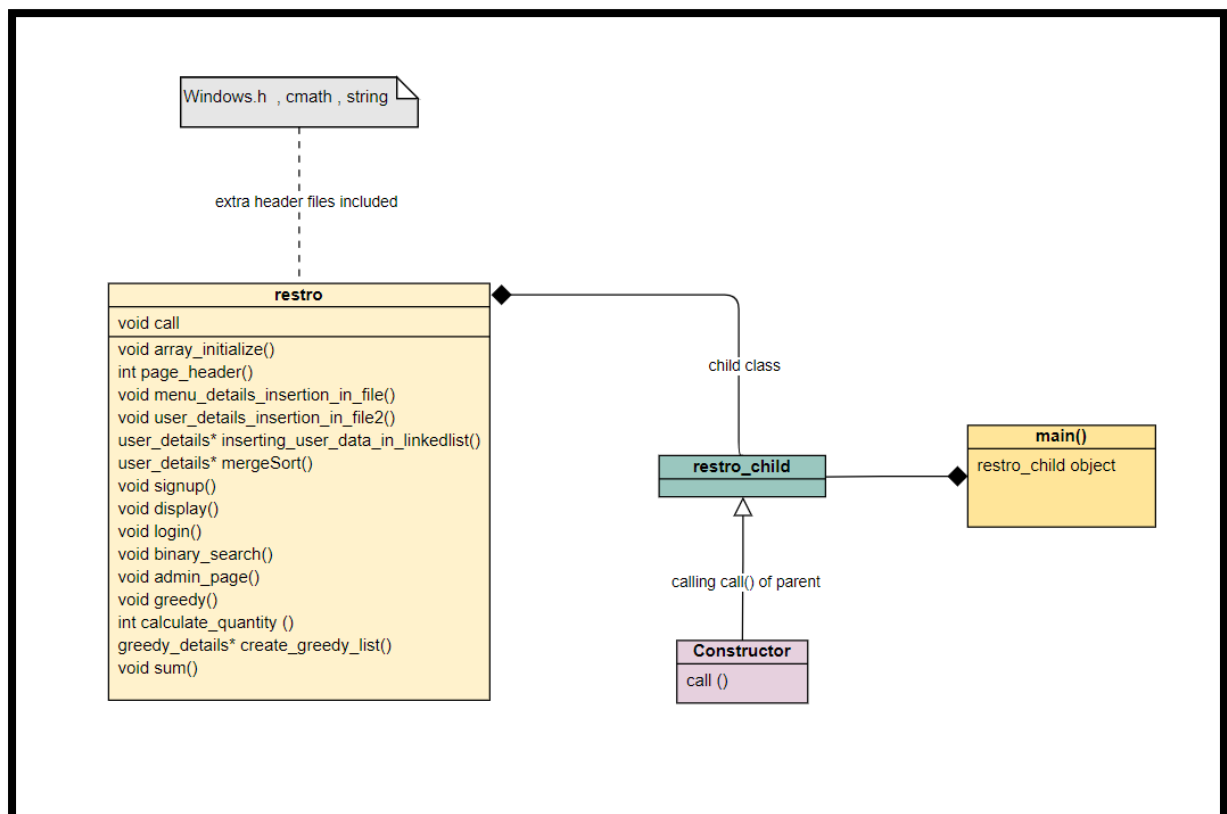 Windows.h , cmath , string
extra header files included
restro
void call
void array_initialize()
int page_header()
void menu_details_insertion_in_file()
void user_details_insertion_in_file2()
user_details* inserting_user_data_in_linkedlist()
user_details* mergeSort()
void signup()
void display()
void login()
void binary_search()
void admin_page()
void greedy()
int calculate_quantity ()
greedy_details* create_greedy_list()
void sum()
child class
restro_child
main()
restro_child object
calling call() of parent
Constructor
call ()